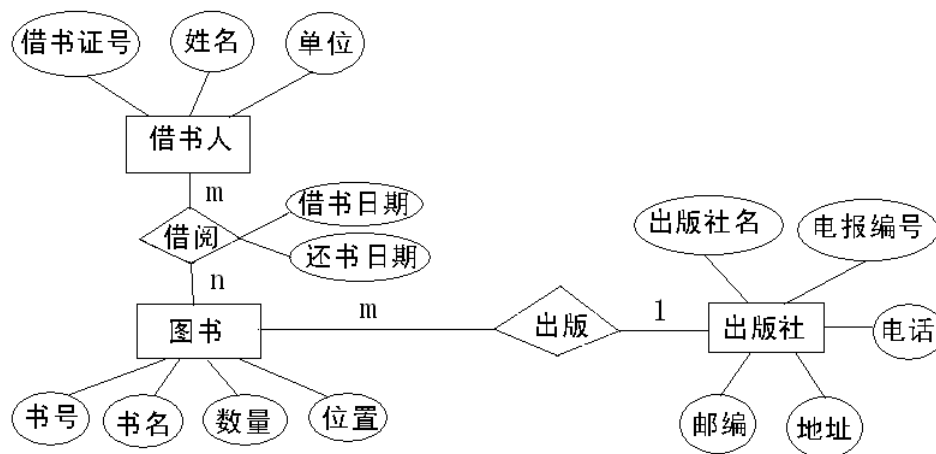 借书证号 姓名 单位
借书人
m
借书日期
借阅
还书日期
n
出版社名 电报编号
图书 m 出版 1 出版社 电话
书号 书名 数量 位置
邮编 地址